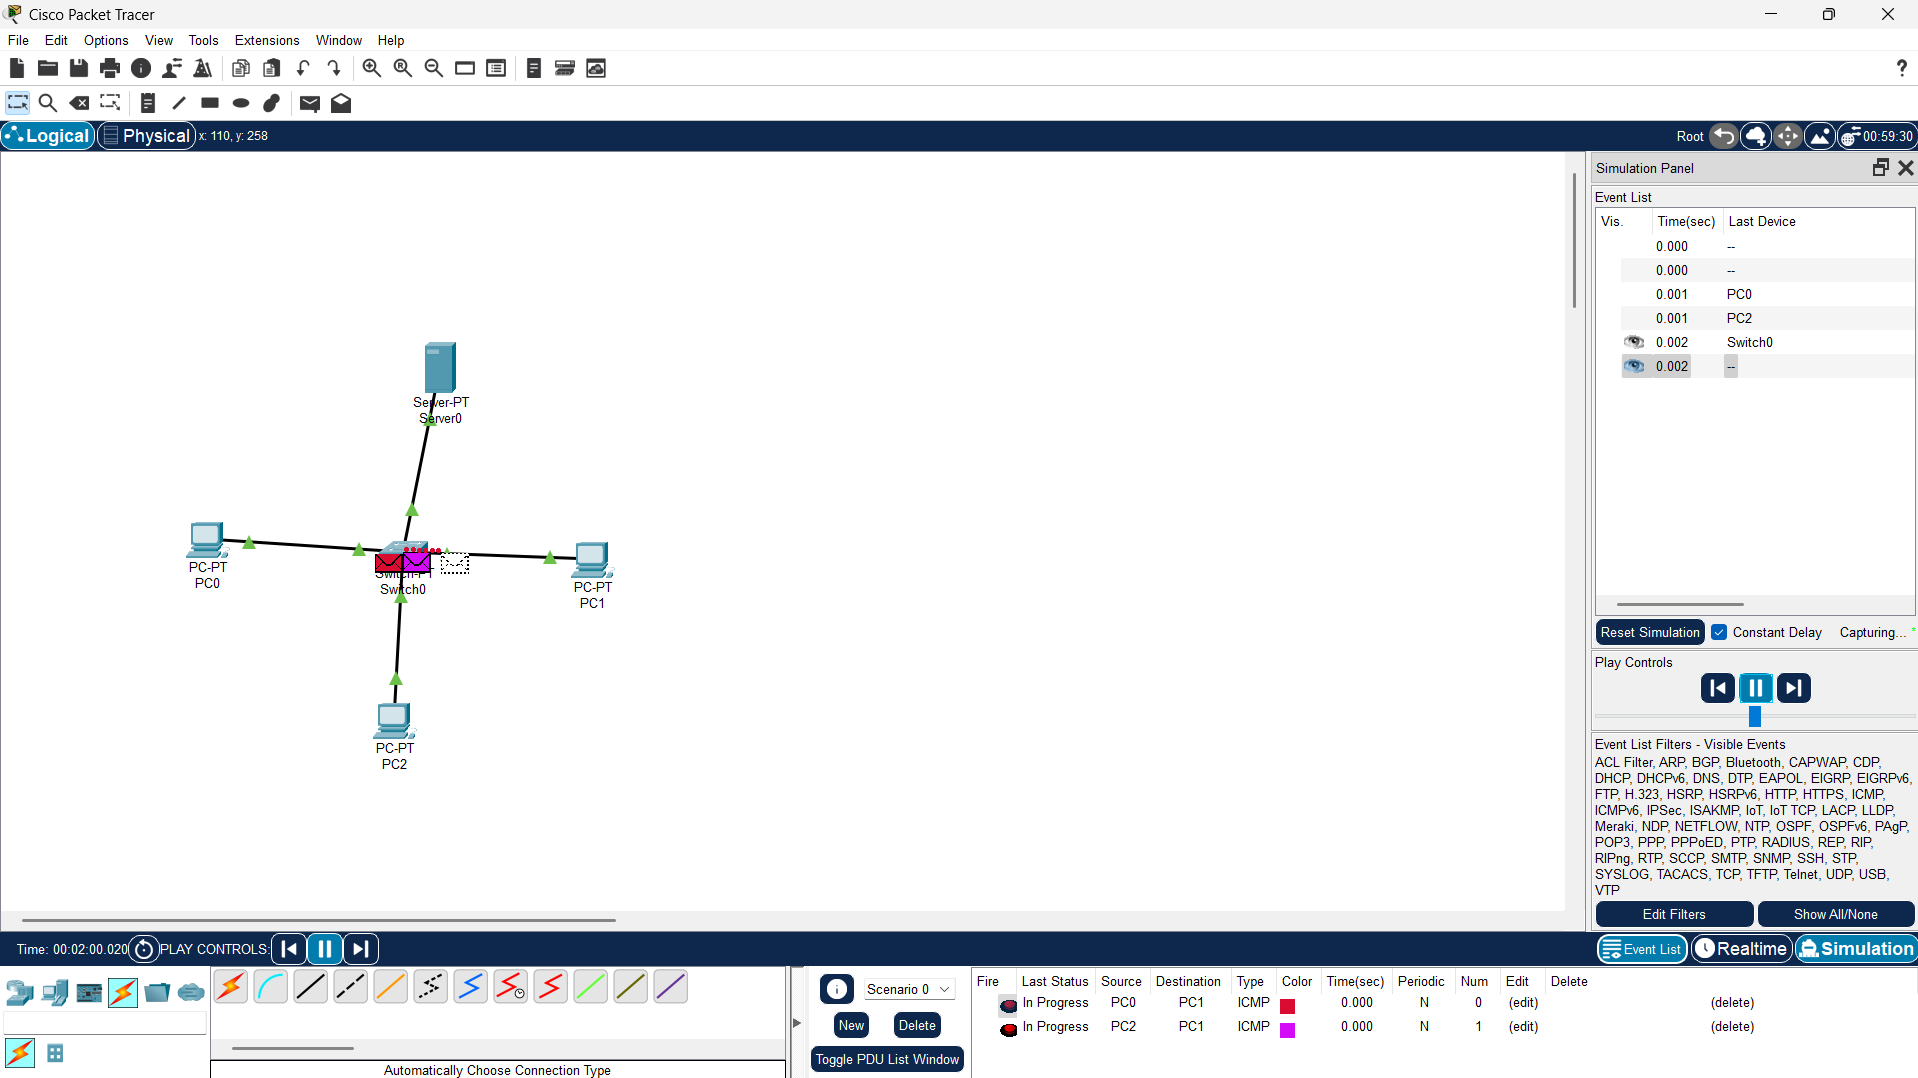 Cisco Packet Tracer
File Edit Options View Tools Extensions Window Help
Logical Physical x: 110, y: 258 Root 00:59:30
Simulation Panel
Event List
Vis. Time(sec) Last Device
0.000 --
0.000 --
0.001 PC0
0.001 PC2
0.002 Switch0
0.002 --
Server-PT
Server0
PC-PT
PC0
Switch-PT
Switch0
PC-PT
PC1
PC-PT
PC2
Reset Simulation Constant Delay Capturing... *
Play Controls
Event List Filters - Visible Events
ACL Filter, ARP, BGP, Bluetooth, CAPWAP, CDP,
DHCP, DHCPv6, DNS, DTP, EAPOL, EIGRP, EIGRPv6,
FTP, H.323, HSRP, HSRPv6, HTTP, HTTPS, ICMP,
ICMPv6, IPSec, ISAKMP, IoT, IoT TCP, LACP, LLDP,
Meraki, NDP, NETFLOW, NTP, OSPF, OSPFv6, PAgP,
POP3, PPP, PPPoED, PTP, RADIUS, REP, RIP,
RIPng, RTP, SCCP, SMTP, SNMP, SSH, STP,
SYSLOG, TACACS, TCP, TFTP, Telnet, UDP, USB,
VTP
Edit Filters Show All/None
Time: 00:02:00.020 PLAY CONTROLS: Event List Realtime Simulation
Scenario 0
New Delete
Toggle PDU List Window
Fire Last Status Source Destination Type Color Time(sec) Periodic Num Edit Delete
In Progress PC0 PC1 ICMP 0.000 N 0 (edit) (delete)
In Progress PC2 PC1 ICMP 0.000 N 1 (edit) (delete)
Automatically Choose Connection Type